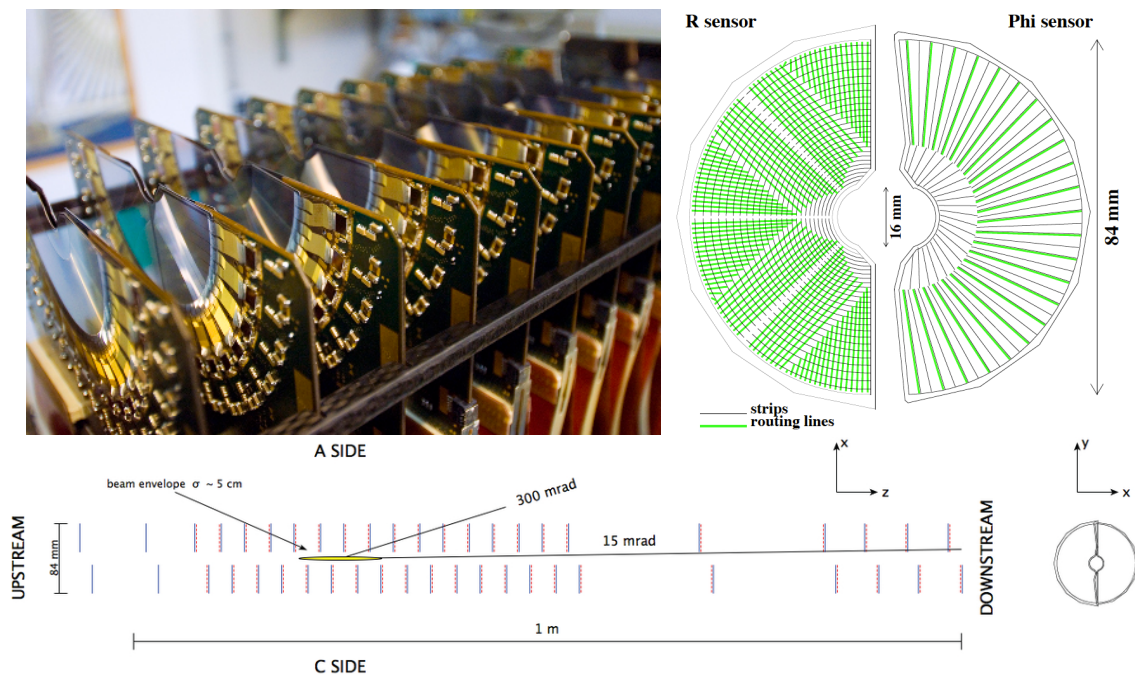 R sensor
Phi sensor
16 mm
84 mm
strips
routing lines
A SIDE
x
z
y
x
beam envelope σ ~ 5 cm
300 mrad
15 mrad
UPSTREAM
84 mm
DOWNSTREAM
1 m
C SIDE